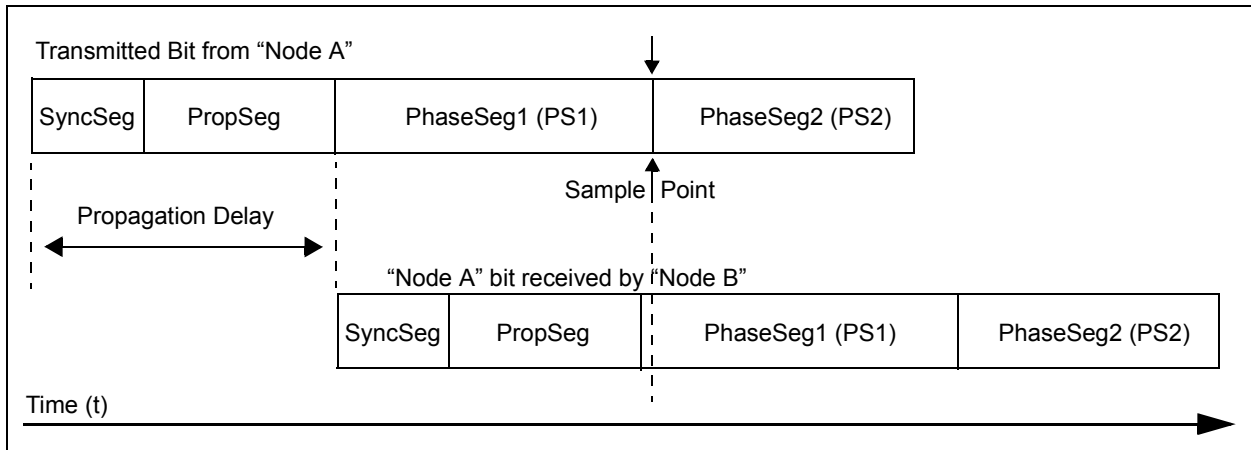 Transmitted Bit from “Node A”
SyncSeg PropSeg PhaseSeg1 (PS1) PhaseSeg2 (PS2)
Sample Point
Propagation Delay
“Node A” bit received by “Node B”
SyncSeg PropSeg PhaseSeg1 (PS1) PhaseSeg2 (PS2)
Time (t)